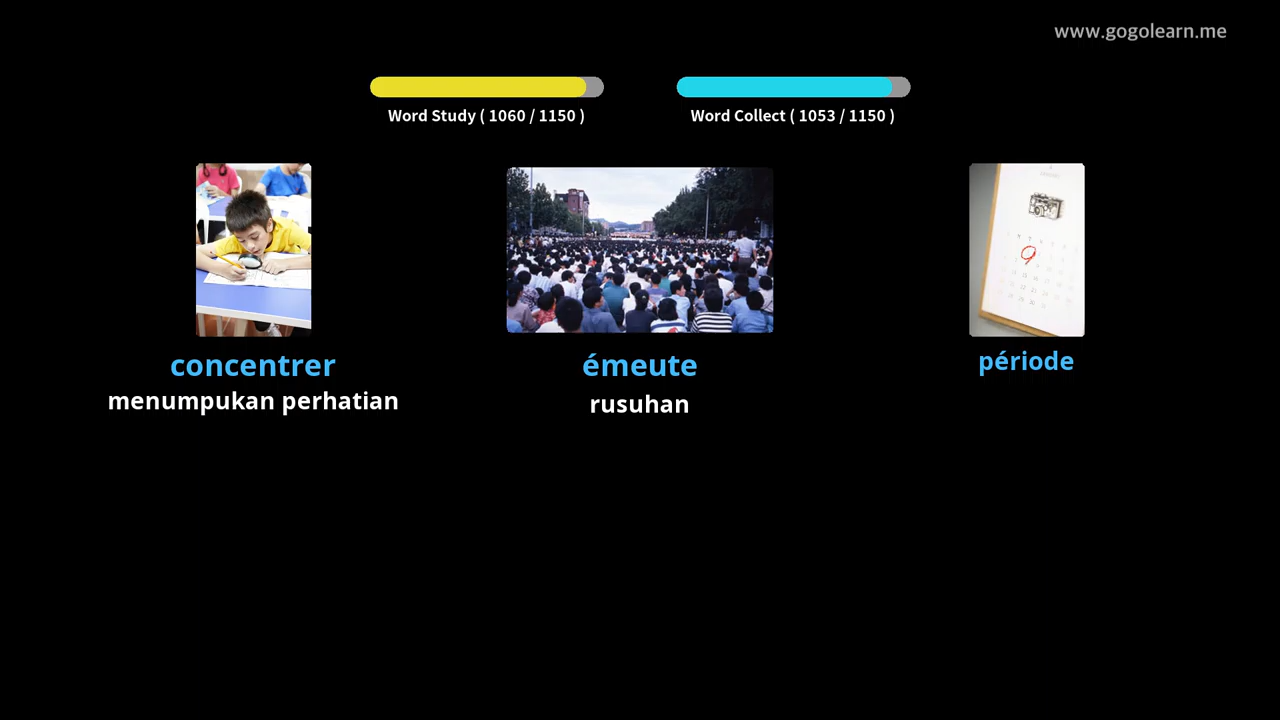 www.gogolearn.me
Word Study ( 1060 / 1150 )
Word Collect ( 1053 / 1150 )
concentrer
menumpukan perhatian
émeute
rusuhan
période